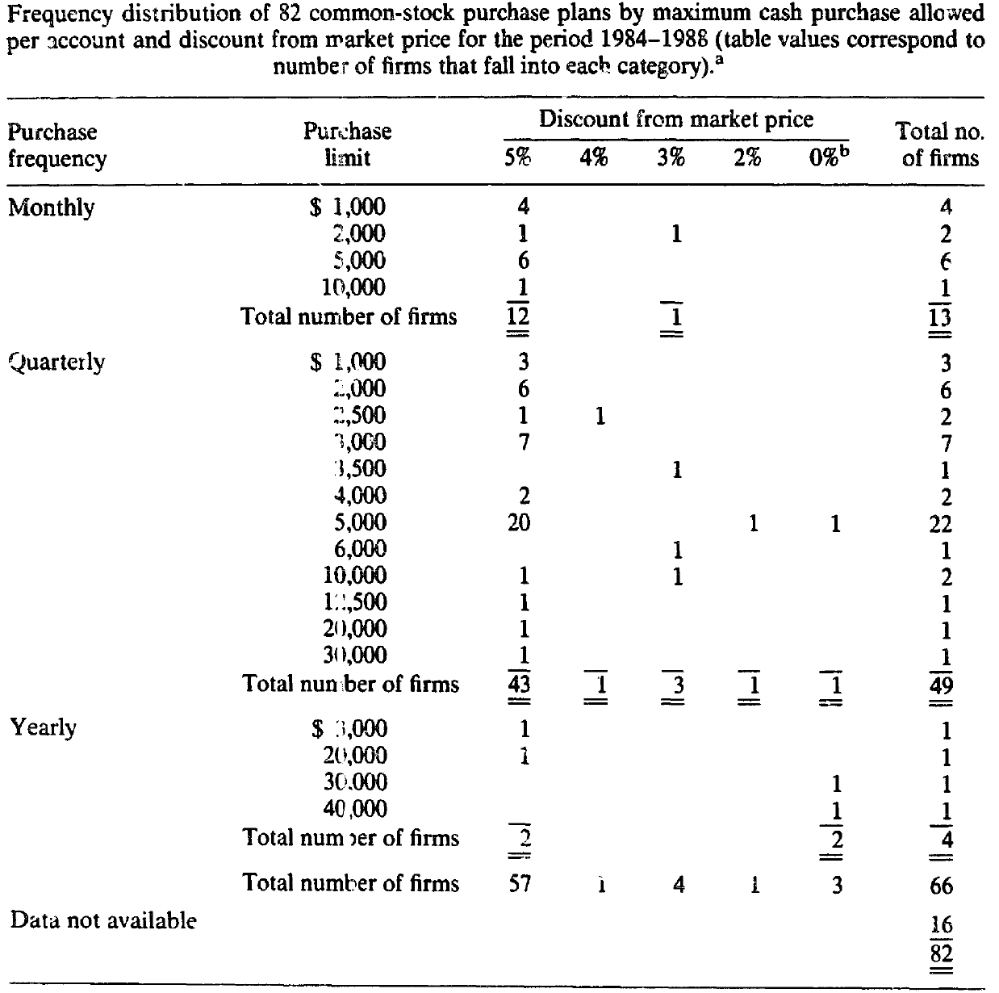 Frequency distribution of 82 common-stock purchase plans by maximum cash purchase allowed
per account and discount from market price for the period 1984–1988 (table values correspond to
number of firms that fall into each category).ᵃ
Discount from market price
Purchase Purchase Total no.
frequency limit 5% 4% 3% 2% 0%ᵇ of firms
Monthly $ 1,000 4 4
2,000 1 1 2
5,000 6 6
10,000 1 1
Total number of firms 12 1 13
Quarterly $ 1,000 3 3
2,000 6 6
2,500 1 1 2
3,000 7 7
3,500 1 1
4,000 2 2
5,000 20 1 1 22
6,000 1 1
10,000 1 1 2
12,500 1 1
20,000 1 1
30,000 1 1
Total number of firms 43 1 3 1 1 49
Yearly $ 3,000 1 1
20,000 1 1
30,000 1 1
40,000 1 1
Total number of firms 2 2 4
Total number of firms 57 1 4 1 3 66
Data not available 16
82